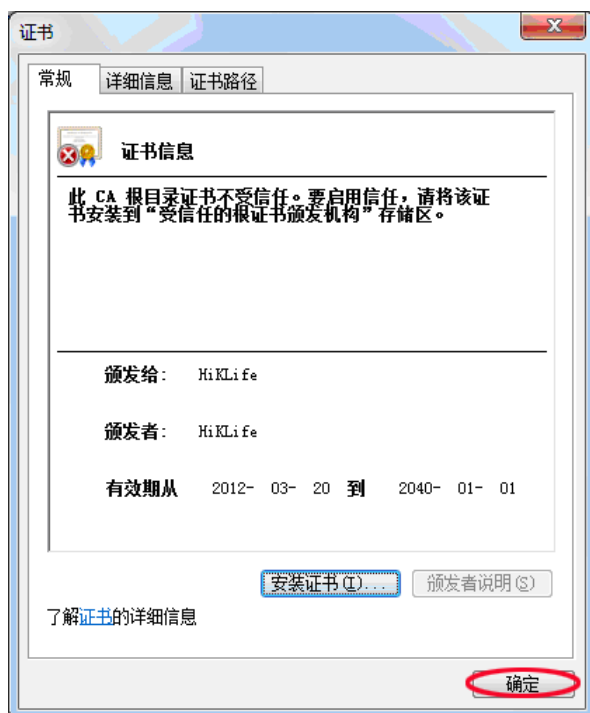 证书
常规 详细信息 证书路径
证书信息
此 CA 根目录证书不受信任。要启用信任，请将该证
书安装到“受信任的根证书颁发机构”存储区。
颁发给: HiKLife
颁发者: HiKLife
有效期从 2012- 03- 20 到 2040- 01- 01
安装证书(I)... 颁发者说明(S)
了解证书的详细信息
确定